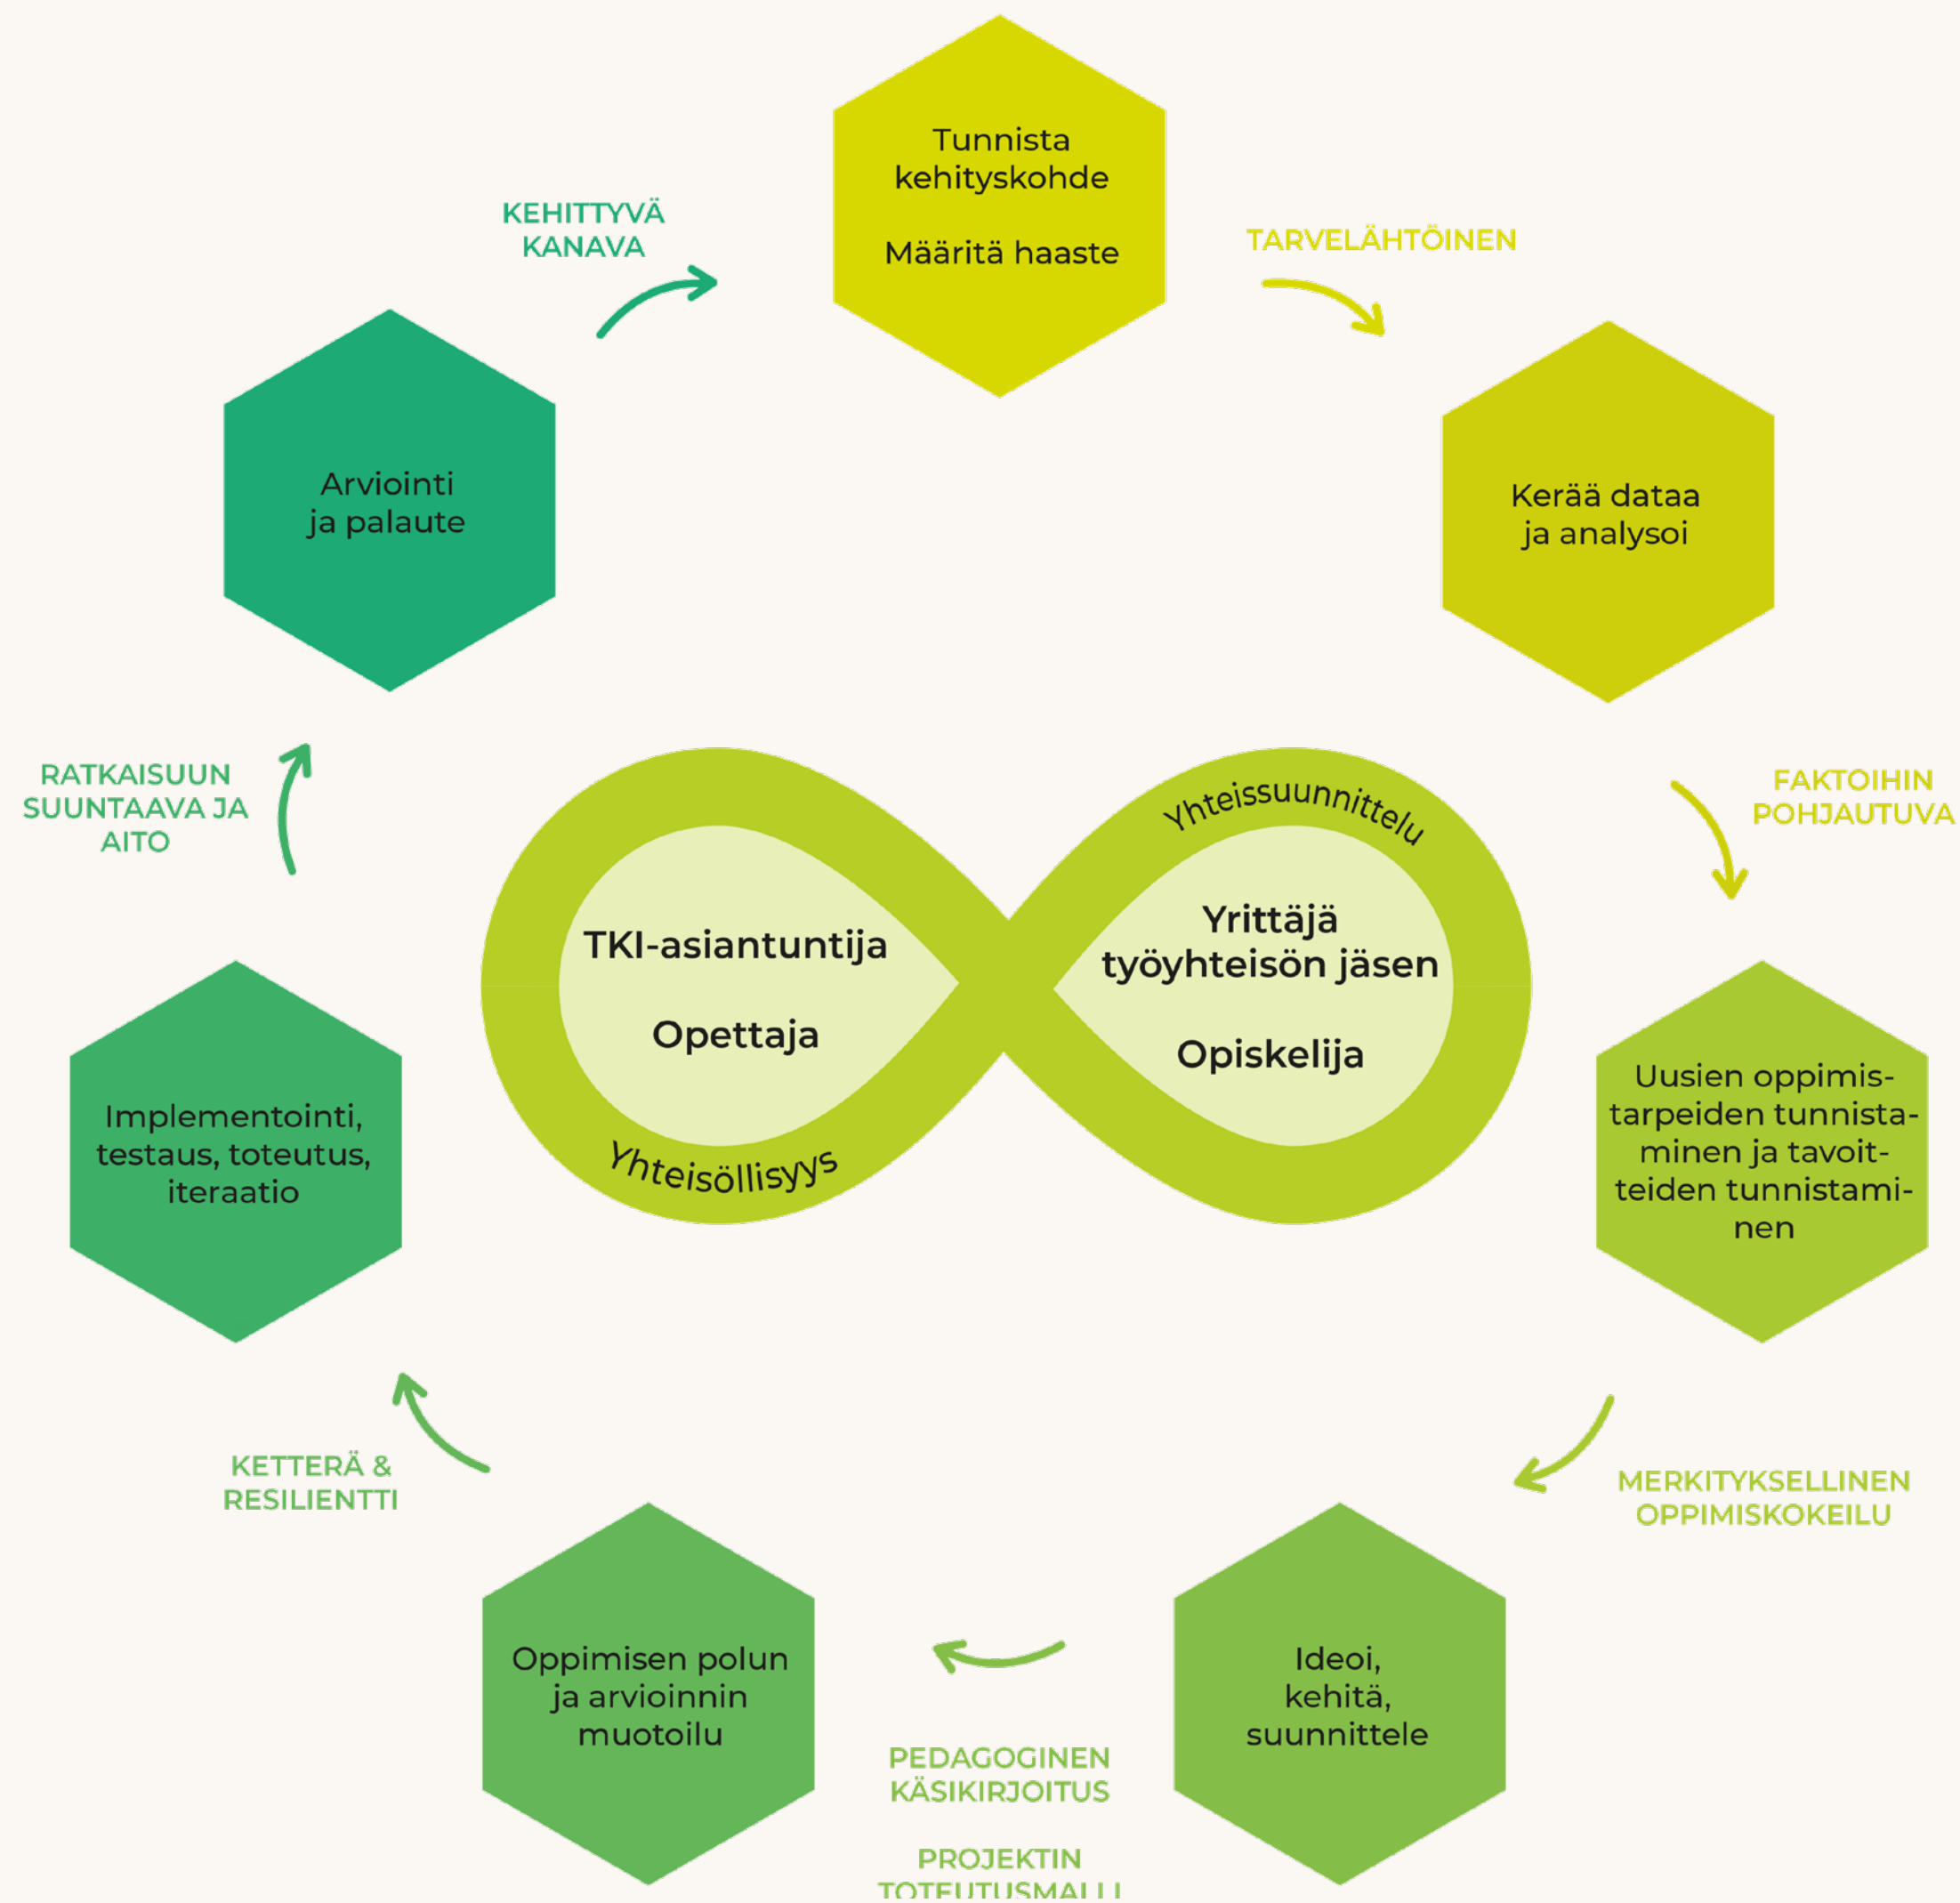 Tunnista
kehityskohde
Määritä haaste
TARVELÄHTÖINEN
Kerää dataa
ja analysoi
FAKTOIHIN
POHJAUTUVA
Uusien oppimis-
tarpeiden tunnista-
minen ja tavoit-
teiden tunnistami-
nen
MERKITYKSELLINEN
OPPIMISKOKEILU
Ideoi,
kehitä,
suunnittele
PEDAGOGINEN
KÄSIKIRJOITUS
PROJEKTIN
TOTEUTUSMALLI
Oppimisen polun
ja arvioinnin
muotoilu
KETTERÄ &
RESILIENTTI
Implementointi,
testaus, toteutus,
iteraatio
RATKAISUUN
SUUNTAAVA JA
AITO
Arviointi
ja palaute
KEHITTYVÄ
KANAVA
TKI-asiantuntija
Opettaja
Yhteisöllisyys
Yhteissuunnittelu
Yrittäjä
työyhteisön jäsen
Opiskelija